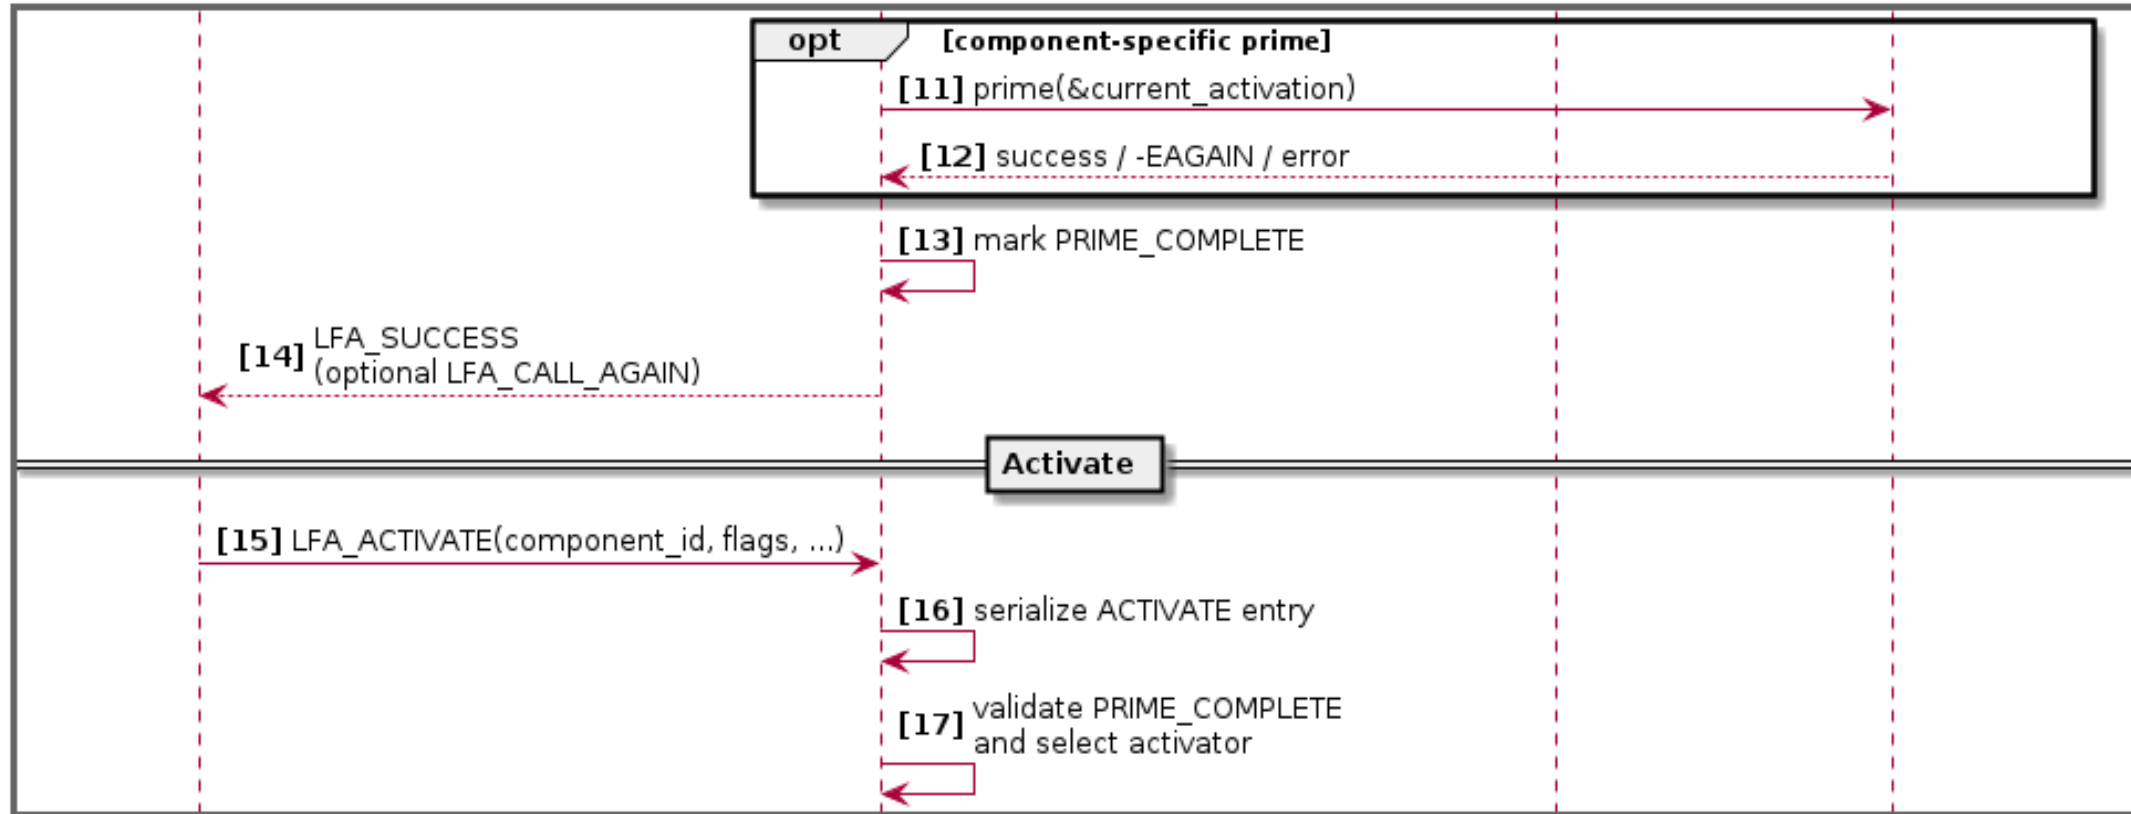 opt [component-specific prime]
[11] prime(&current_activation)
[12] success / -EAGAIN / error
[13] mark PRIME_COMPLETE
[14] LFA_SUCCESS
(optional LFA_CALL_AGAIN)
Activate
[15] LFA_ACTIVATE(component_id, flags, ...)
[16] serialize ACTIVATE entry
[17] validate PRIME_COMPLETE
and select activator